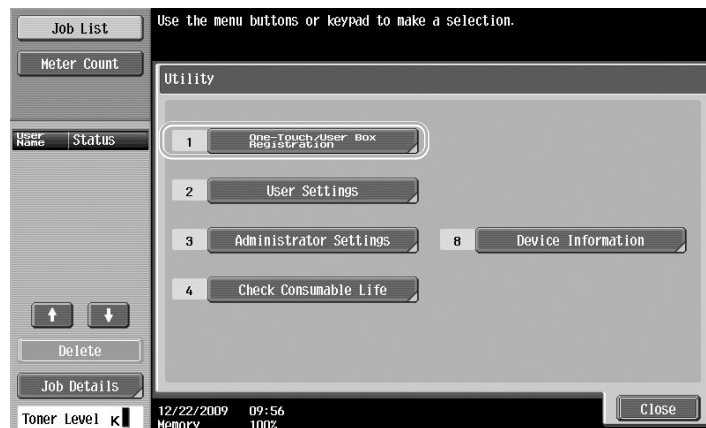 Job List
Use the menu buttons or keypad to make a selection.
Meter Count
Utility
User Name
Status
1 One-Touch/User Box Registration
2 User Settings
3 Administrator Settings
8 Device Information
4 Check Consumable Life
Delete
Job Details
Toner Level K
12/22/2009 09:56
Memory 100%
Close